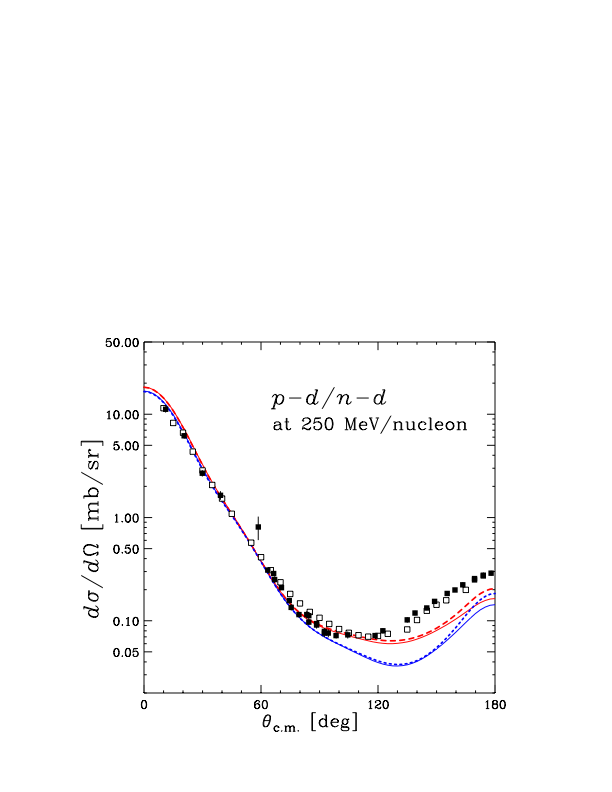 50.00
10.00
5.00
1.00
0.50
0.10
0.05
dσ/dΩ [mb/sr]
p-d/n-d
at 250 MeV/nucleon
0 60 120 180
θc.m. [deg]